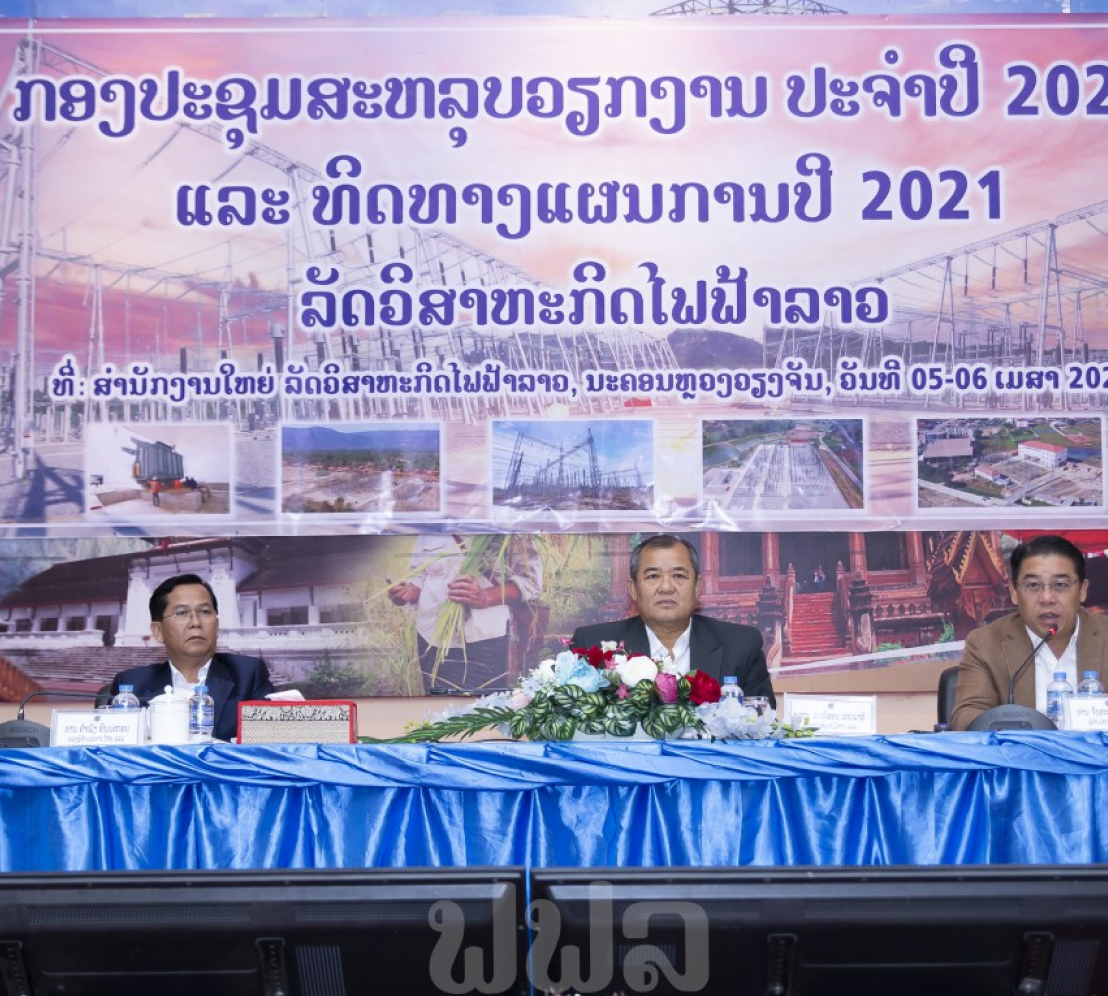 ກອງປະຊຸມສະຫລຸບວຽກງານ ປະຈຳປີ 202
ແລະ ທິດທາງແຜນການປີ 2021
ລັດວິສາຫະກິດໄຟຟ້າລາວ
ທີ່: ສຳນັກງານໃຫຍ່ ລັດວິສາຫະກິດໄຟຟ້າລາວ, ນະຄອນຫຼວງວຽງຈັນ, ວັນທີ 05-06 ເມສາ 202
ທ່ານ
ຟຟລ